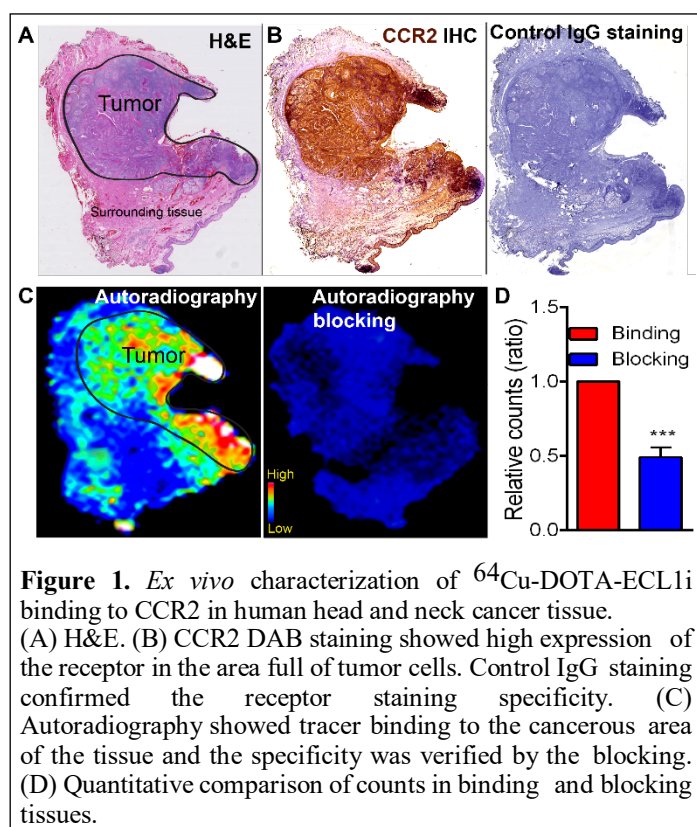 A
H&E
Tumor
Surrounding tissue
B
CCR2 IHC
Control IgG staining
C
Autoradiography
Tumor
Autoradiography
blocking
High
Low
D
Relative counts (ratio)
1.5
1.0
0.5
0.0
Binding
Blocking
***
Figure 1. Ex vivo characterization of 64Cu-DOTA-ECL1i
binding to CCR2 in human head and neck cancer tissue.
(A) H&E. (B) CCR2 DAB staining showed high expression of
the receptor in the area full of tumor cells. Control IgG staining
confirmed the receptor staining specificity. (C)
Autoradiography showed tracer binding to the cancerous area
of the tissue and the specificity was verified by the blocking.
(D) Quantitative comparison of counts in binding and blocking
tissues.